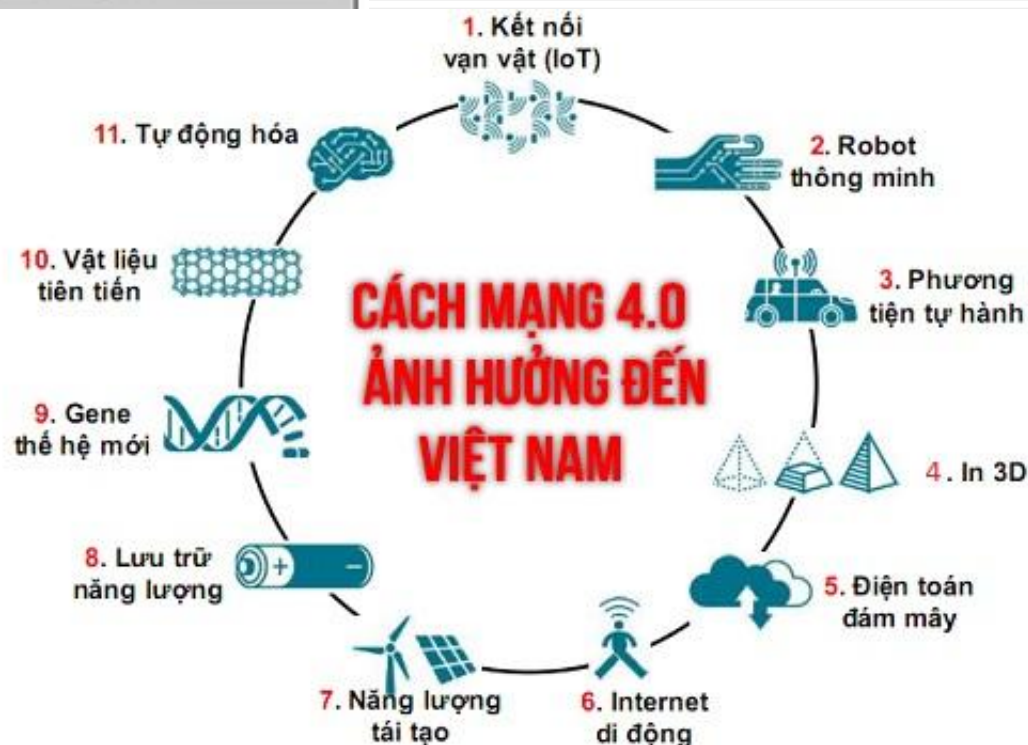 1. Kết nối
vạn vật (IoT)
2. Robot
thông minh
3. Phương
tiện tự hành
4. In 3D
5. Điện toán
đám mây
6. Internet
di động
7. Năng lượng
tái tạo
8. Lưu trữ
năng lượng
9. Gene
thế hệ mới
10. Vật liệu
tiên tiến
11. Tự động hóa
CÁCH MẠNG 4.0
ẢNH HƯỞNG ĐẾN
VIỆT NAM